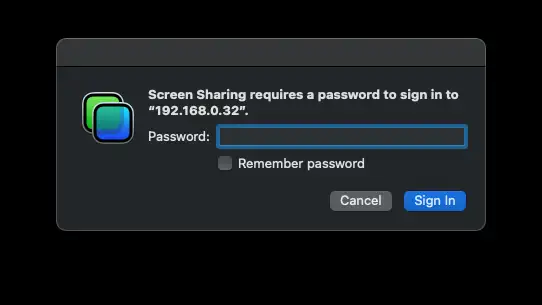 Screen Sharing requires a password to sign in to
“192.168.0.32”.
Password:
Remember password
Cancel
Sign In